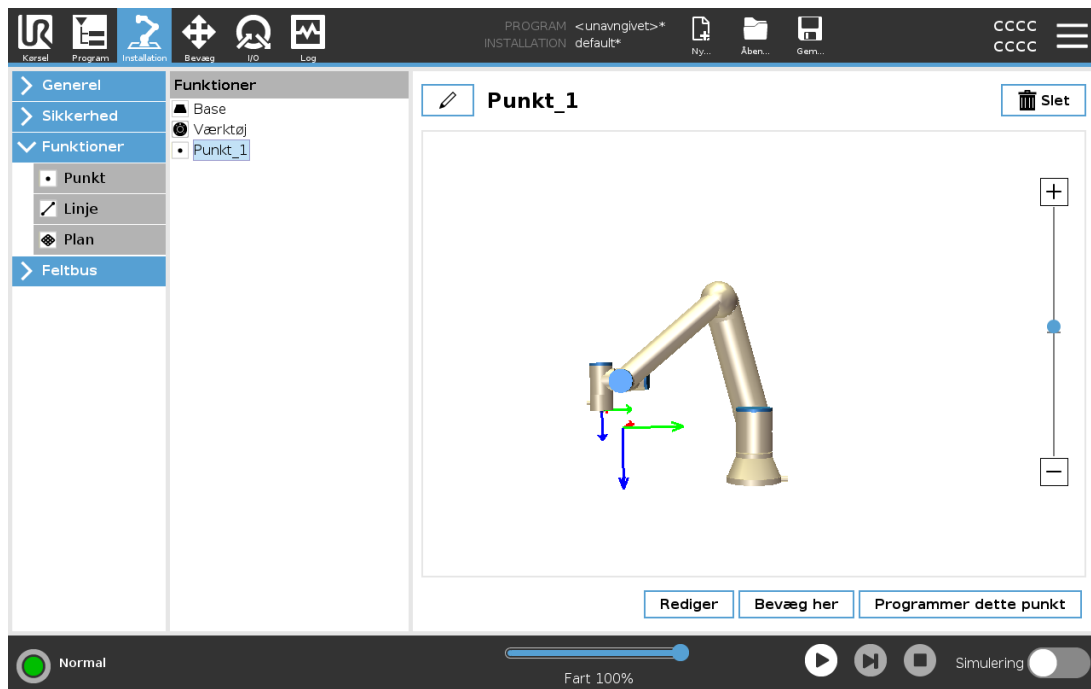 PROGRAM <unavngivet>*
INSTALLATION default*
CCCC
CCCC
Kørsel
Program
Installation
Bevæg
I/O
Log
Ny...
Åben...
Gem...
Generel
Sikkerhed
Funktioner
Punkt
Linje
Plan
Feltbus
Funktioner
Base
Værktøj
Punkt_1
Punkt_1
Slet
Rediger
Bevæg her
Programmer dette punkt
Normal
Fart 100%
Simulering